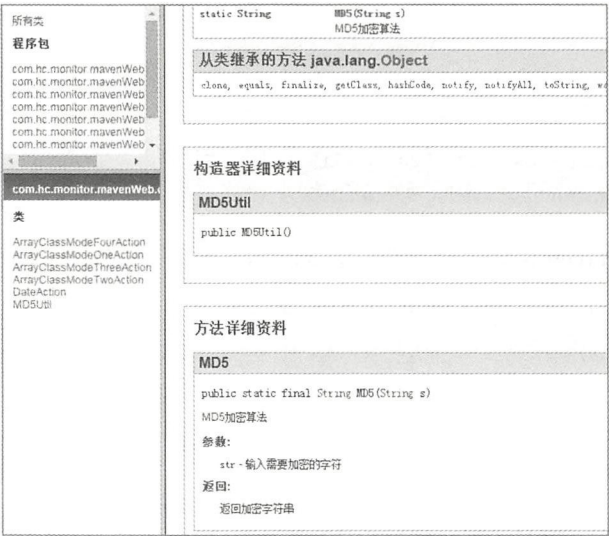 所有类
程序包
com.hc.monitor.mavenWeb
com.hc.monitor.mavenWeb
com.hc.monitor.mavenWeb
com.hc.monitor.mavenWeb
com.hc.monitor.mavenWeb
com.hc.monitor.mavenWeb
com.hc.monitor.mavenWeb
com.hc.monitor.mavenWeb.
类
ArrayClassModeFourAction
ArrayClassModeOneAction
ArrayClassModeThreeAction
ArrayClassModeTwoAction
DateAction
MD5Util
static String MD5(String s)
MD5加密算法
从类继承的方法 java.lang.Object
clone, equals, finalize, getClass, hashCode, notify, notifyAll, toString,
构造器详细资料
MD5Util
public MD5Util()
方法详细资料
MD5
public static final String MD5(String s)
MD5加密算法
参数:
str - 输入需要加密的字符
返回:
返回加密字符串